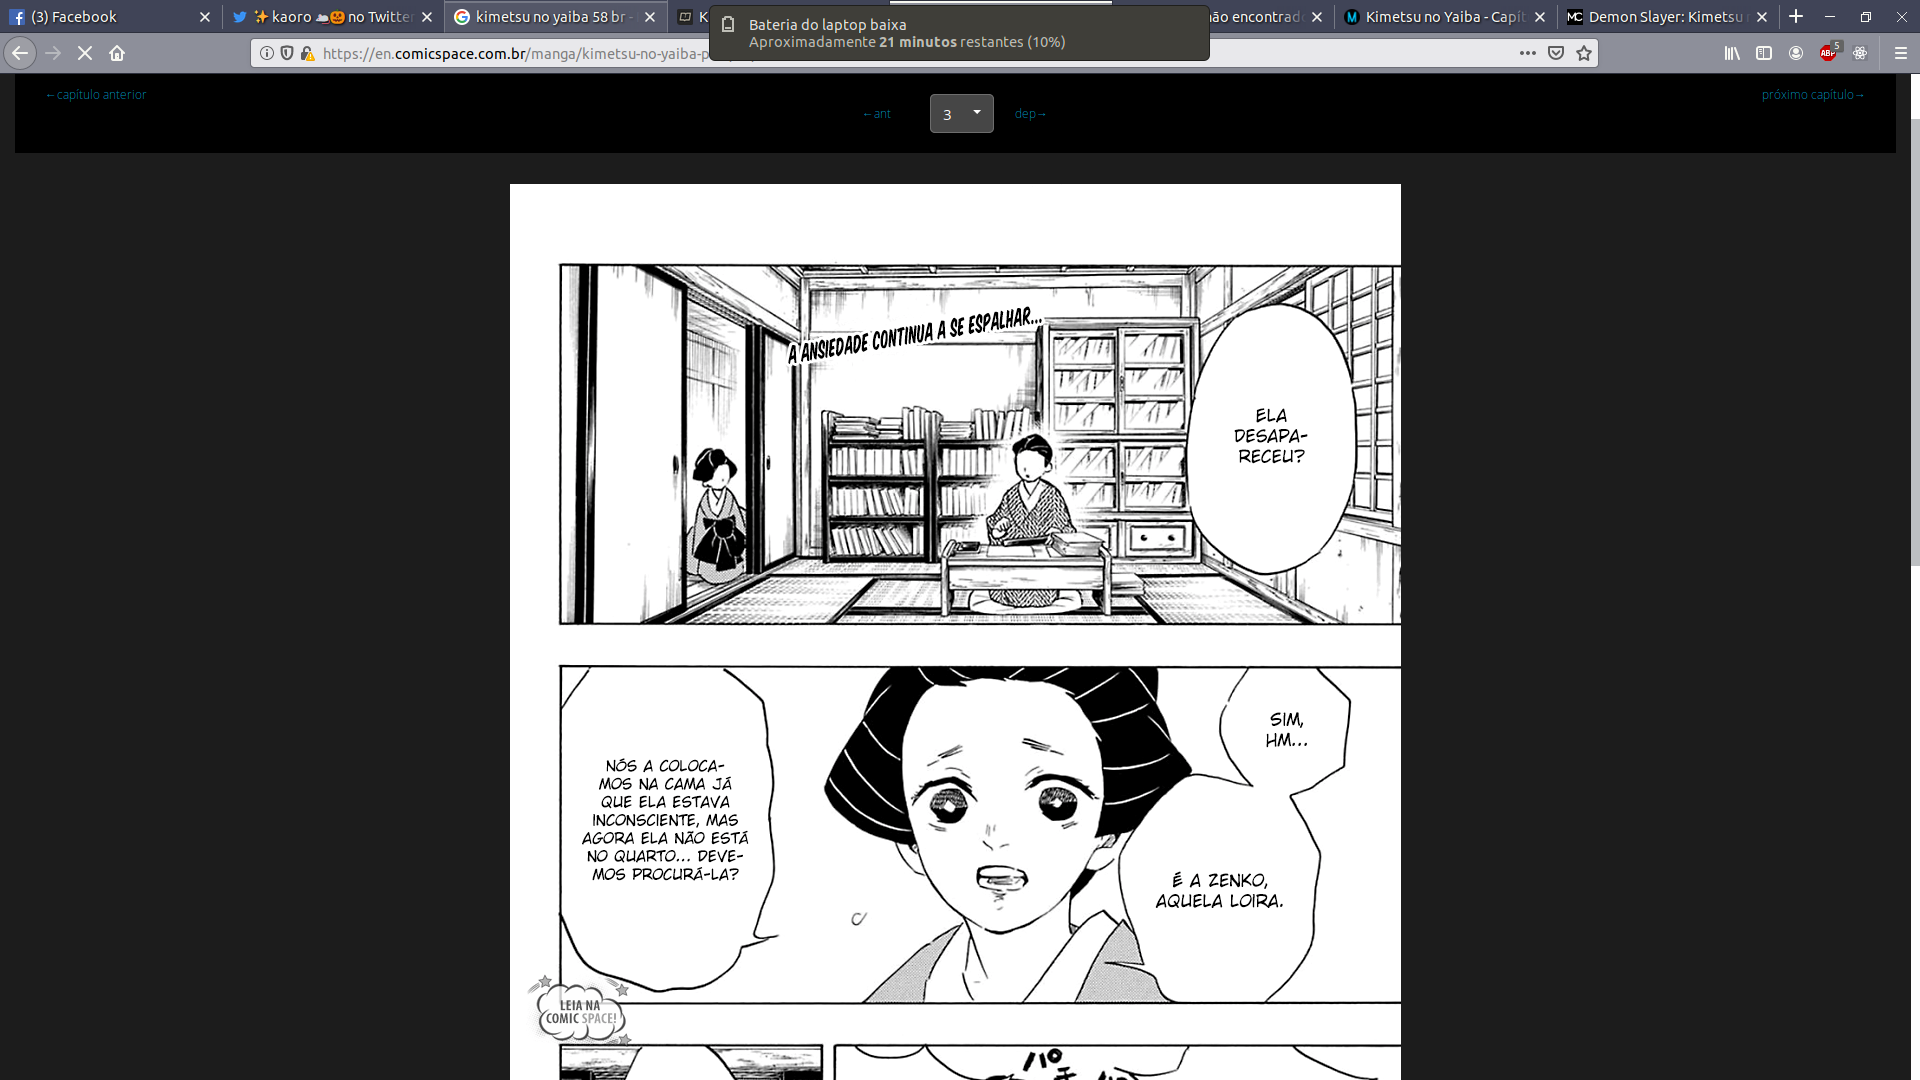 (3) Facebook
✨ kaoro ☁🎃 no Twitter
kimetsu no yaiba 58 br -
K
não encontrado
Kimetsu no Yaiba - Capít
Demon Slayer: Kimetsu
Bateria do laptop baixa
Aproximadamente 21 minutos restantes (10%)
https://en.comicspace.com.br/manga/kimetsu-no-yaiba-p
ABP
5
←capítulo anterior
próximo capítulo→
←ant
3
dep→
A ANSIEDADE CONTINUA A SE ESPALHAR...
ELA
DESAPA-
RECEU?
SIM,
HM...
É A ZENKO,
AQUELA LOIRA.
NÓS A COLOCA-
MOS NA CAMA JÁ
QUE ELA ESTAVA
INCONSCIENTE, MAS
AGORA ELA NÃO ESTÁ
NO QUARTO... DEVE-
MOS PROCURÁ-LA?
LEIA NA
COMIC SPACE!